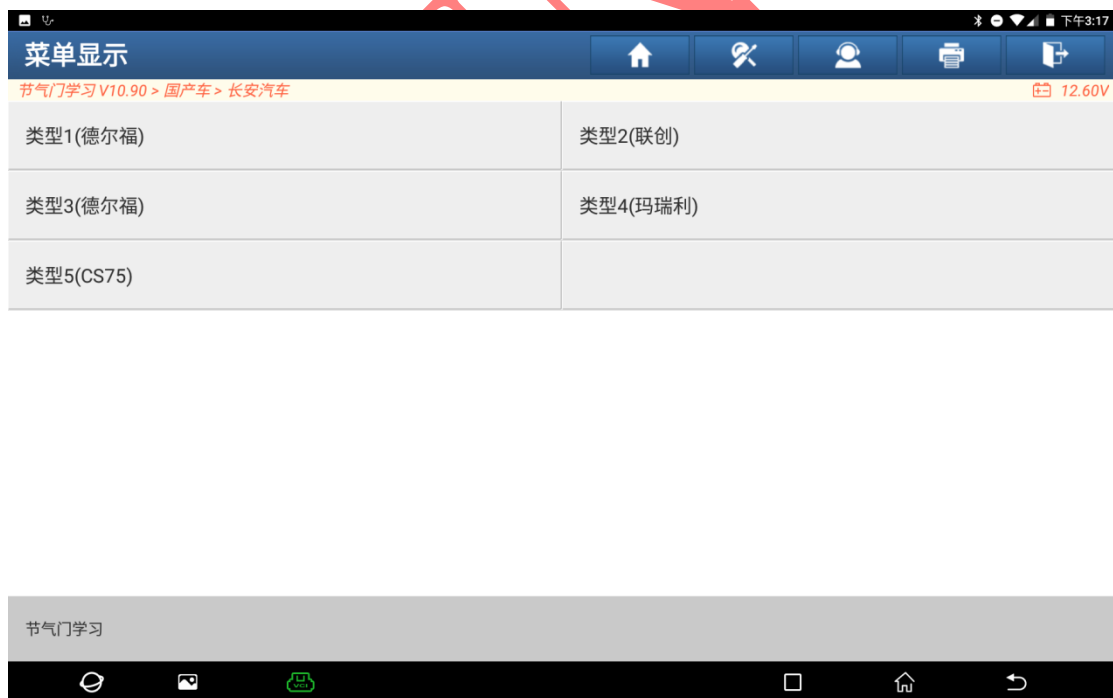 下午3:17
菜单显示
节气门学习 V10.90 > 国产车 > 长安汽车
12.60V
类型1(德尔福)
类型2(联创)
类型3(德尔福)
类型4(玛瑞利)
类型5(CS75)
节气门学习
VCI